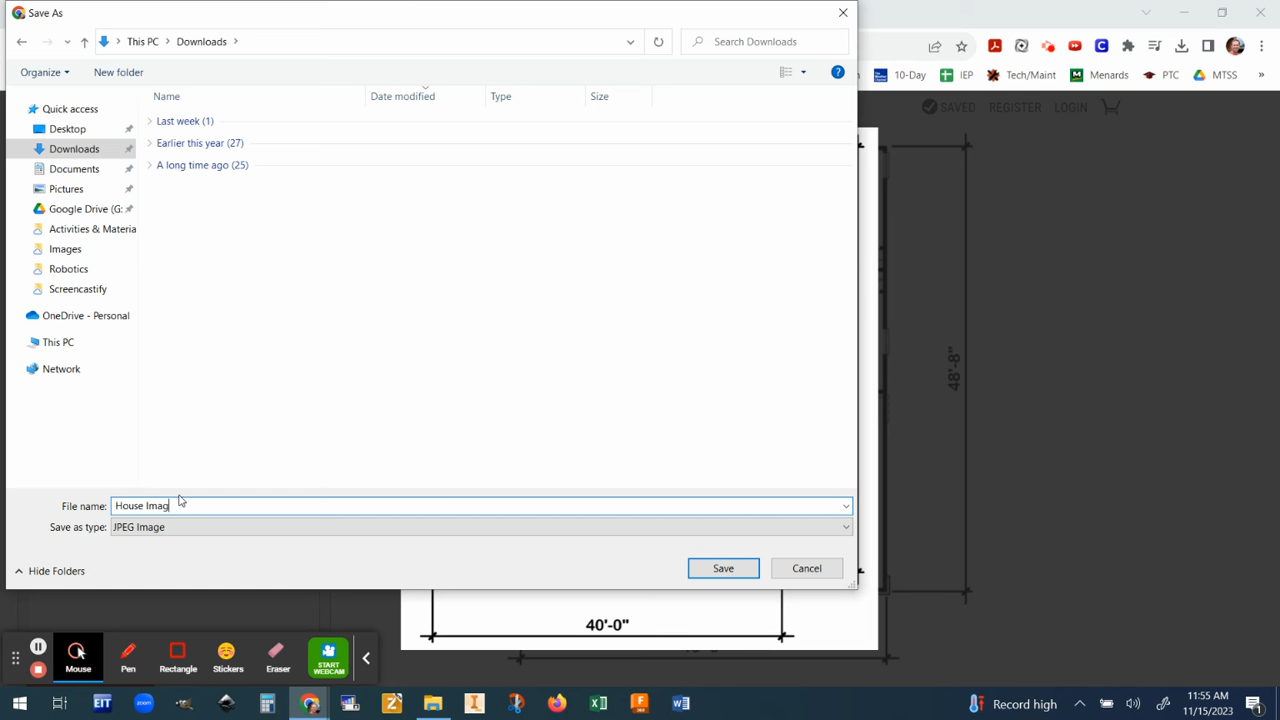 Save As
This PC
Downloads
Search Downloads
Organize
New folder
10-Day
IEP
Tech/Maint
Menards
PTC
MTSS
»
SAVED
REGISTER
LOGIN
Name
Date modified
Type
Size
Quick access
Desktop
Downloads
Documents
Pictures
Google Drive (G:
Activities & Materia
Images
Robotics
Screencastify
OneDrive - Personal
This PC
Network
Last week (1)
Earlier this year (27)
A long time ago (25)
48'-8"
File name: House Imag
Save as type: JPEG Image
Hide Folders
Save
Cancel
40'-0"
Mouse
Pen
Rectangle
Stickers
Eraser
START
WEBCAM
EIT
zoom
Record high
11:55 AM
11/15/2023
1